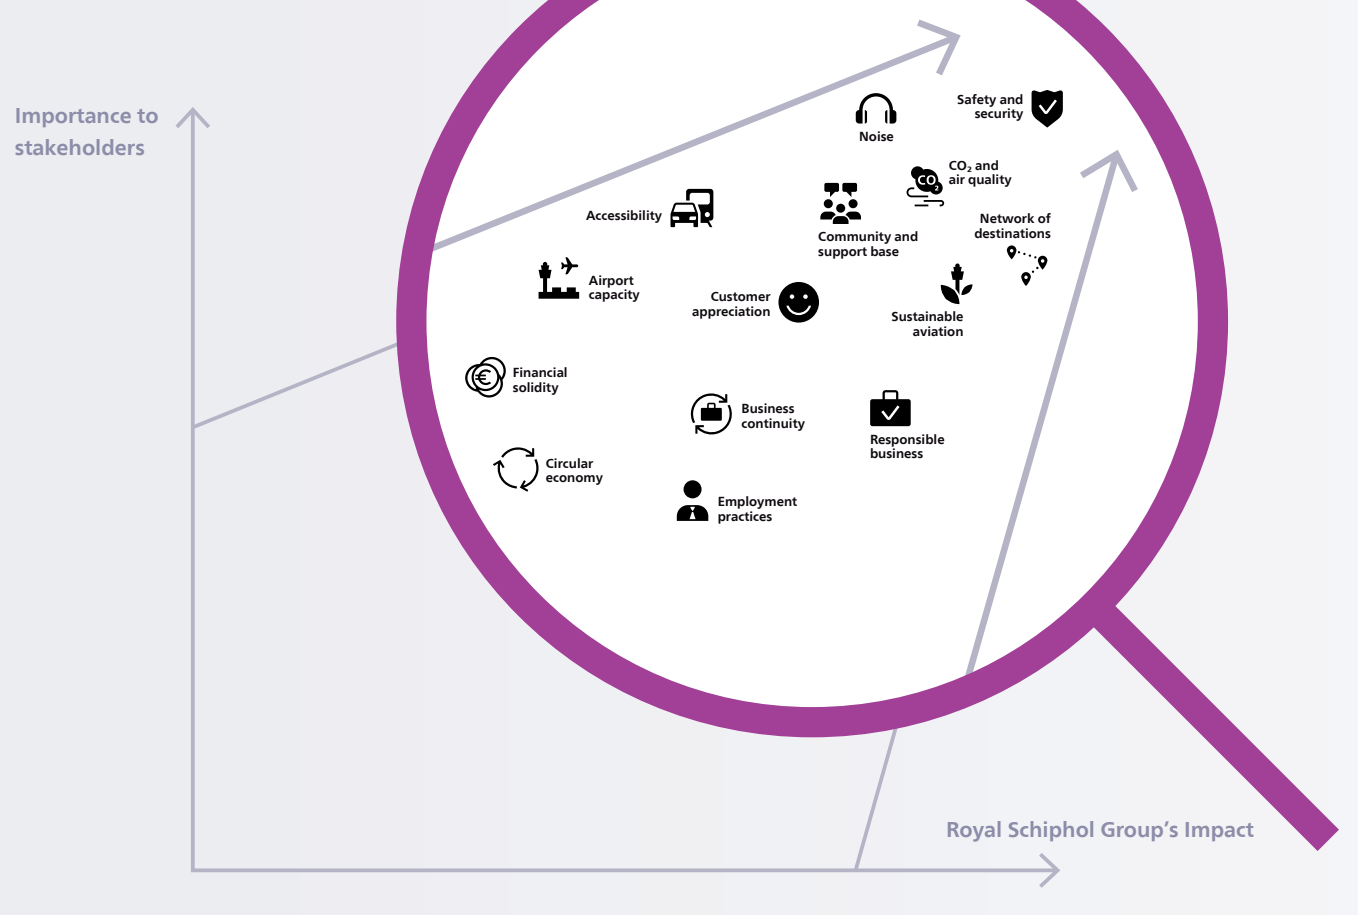 Importance to
stakeholders
Noise
Safety and
security
CO₂ and
air quality
CO₂
Accessibility
Community and
support base
Network of
destinations
Airport
capacity
Customer
appreciation
Sustainable
aviation
Financial
solidity
€
Business
continuity
Responsible
business
Circular
economy
Employment
practices
Royal Schiphol Group’s Impact